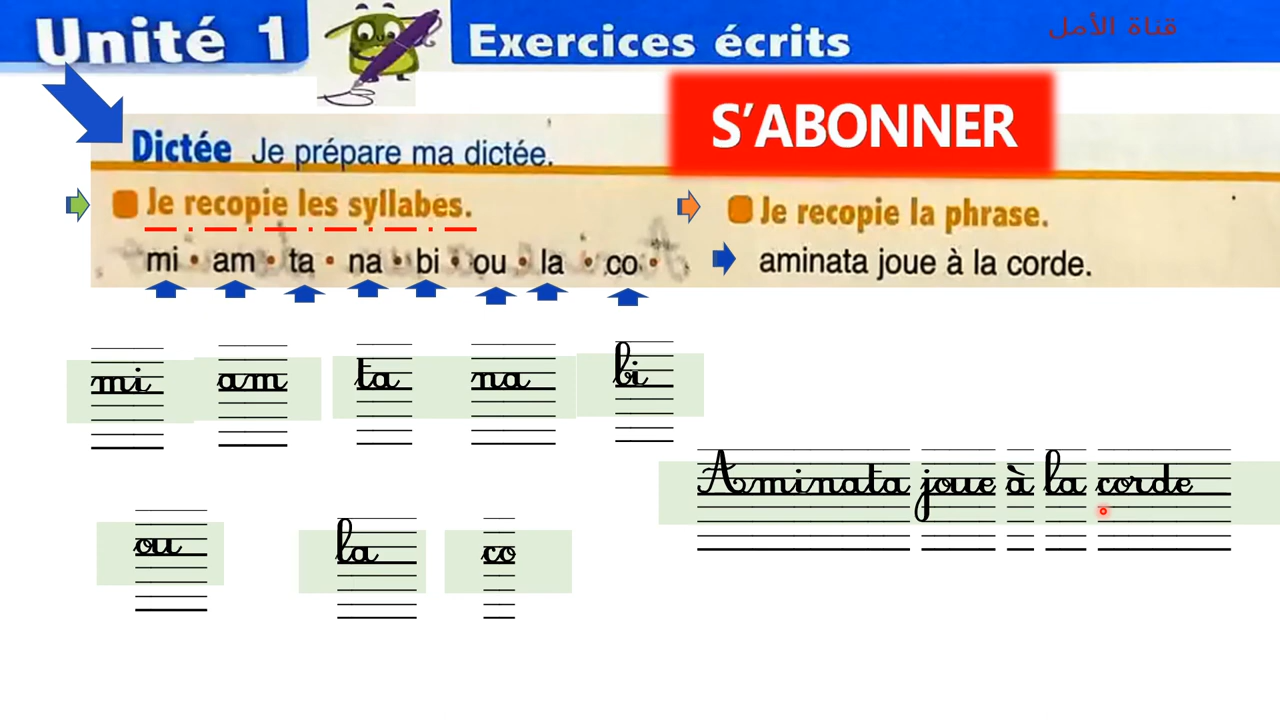 Unité 1
Exercices écrits
قناة الأمل
S'ABONNER
Dictée Je prépare ma dictée.
Je recopie les syllabes.
mi • am • ta • na • bi • ou • la • co •
Je recopie la phrase.
aminata joue à la corde.
mi am ta na bi
Aminata joue à la corde
ou la co